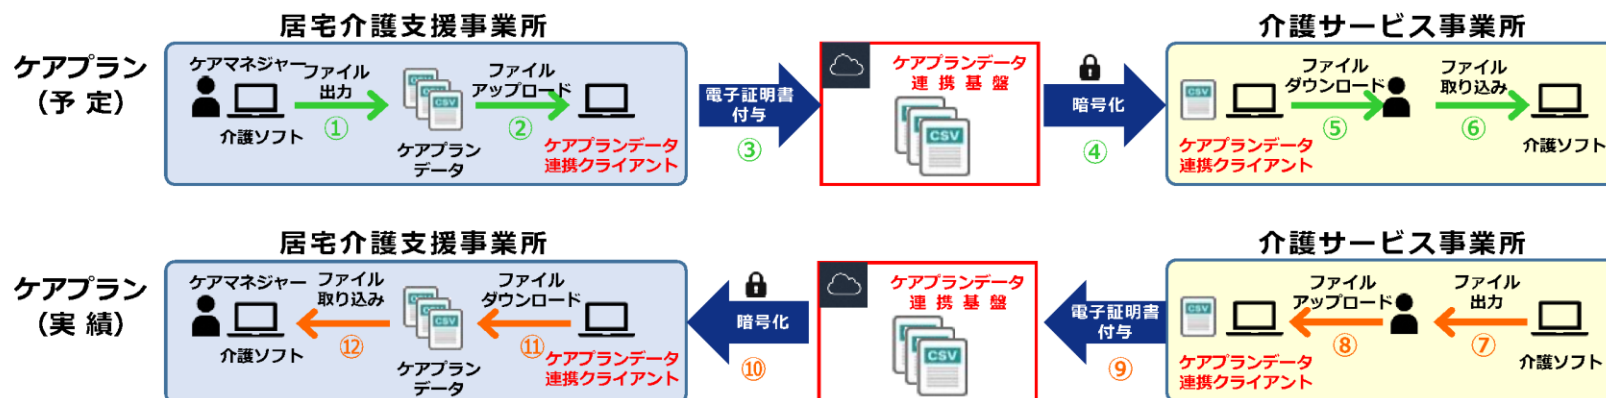 居宅介護支援事業所
介護サービス事業所
ケアプラン
（予 定）
ケアマネジャー
ファイル
出力
①
介護ソフト
CSV
CSV
CSV
ケアプラン
データ
ファイル
アップロード
②
ケアプランデータ
連携クライアント
電子証明書
付与
③
ケアプランデータ
連 携 基 盤
CSV
暗号化
④
CSV
ケアプランデータ
連携クライアント
ファイル
ダウンロード
⑤
ファイル
取り込み
⑥
介護ソフト
居宅介護支援事業所
介護サービス事業所
ケアプラン
（実 績）
ケアマネジャー
介護ソフト
ファイル
取り込み
⑫
CSV
CSV
CSV
ケアプラン
データ
ファイル
ダウンロード
⑪
ケアプランデータ
連携クライアント
暗号化
⑩
ケアプランデータ
連 携 基 盤
CSV
電子証明書
付与
⑨
CSV
ケアプランデータ
連携クライアント
ファイル
アップロード
⑧
ファイル
出力
⑦
介護ソフト